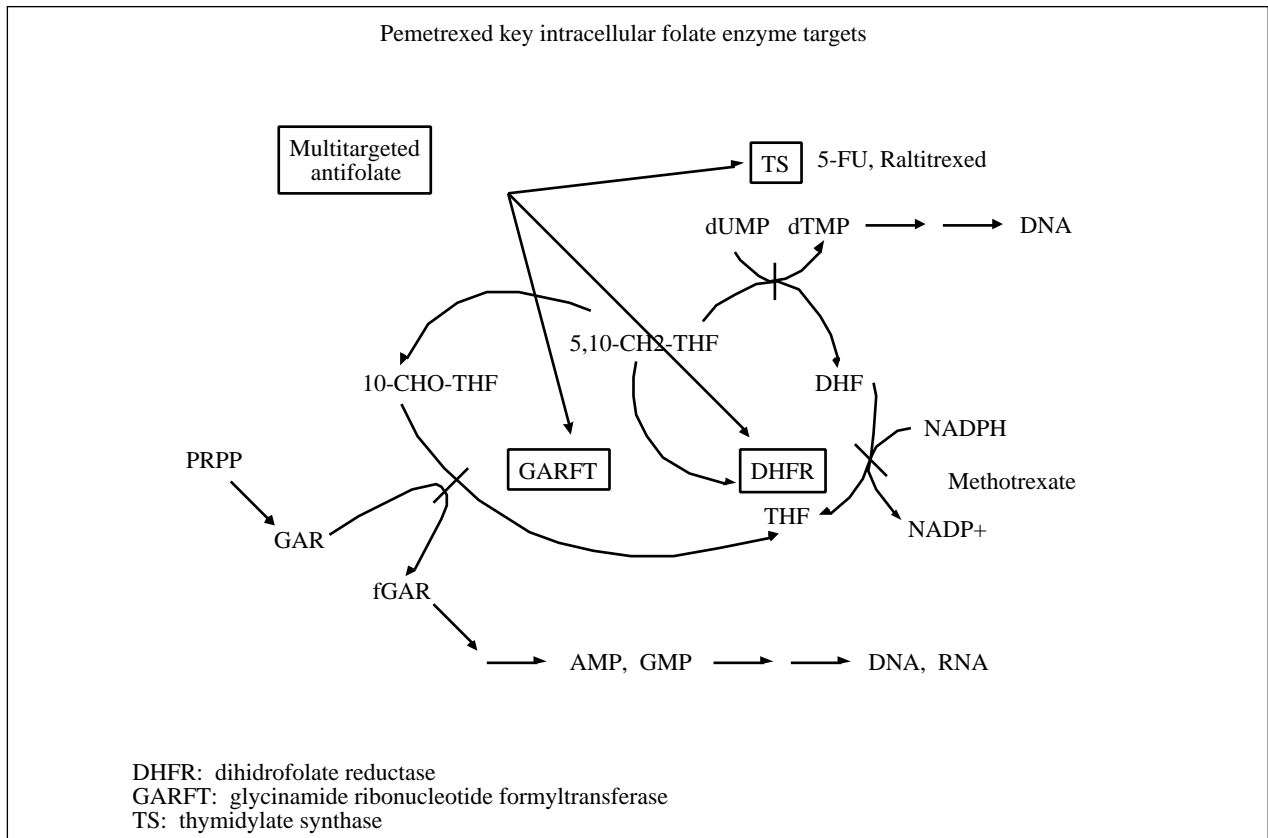 Pemetrexed key intracellular folate enzyme targets
Multitargeted
antifolate
TS
5-FU, Raltitrexed
dUMP
dTMP
DNA
5,10-CH2-THF
10-CHO-THF
DHF
NADPH
PRPP
GARFT
DHFR
Methotrexate
THF
NADP+
GAR
fGAR
AMP, GMP
DNA, RNA
DHFR: dihidrofolate reductase
GARFT: glycinamide ribonucleotide formyltransferase
TS: thymidylate synthase